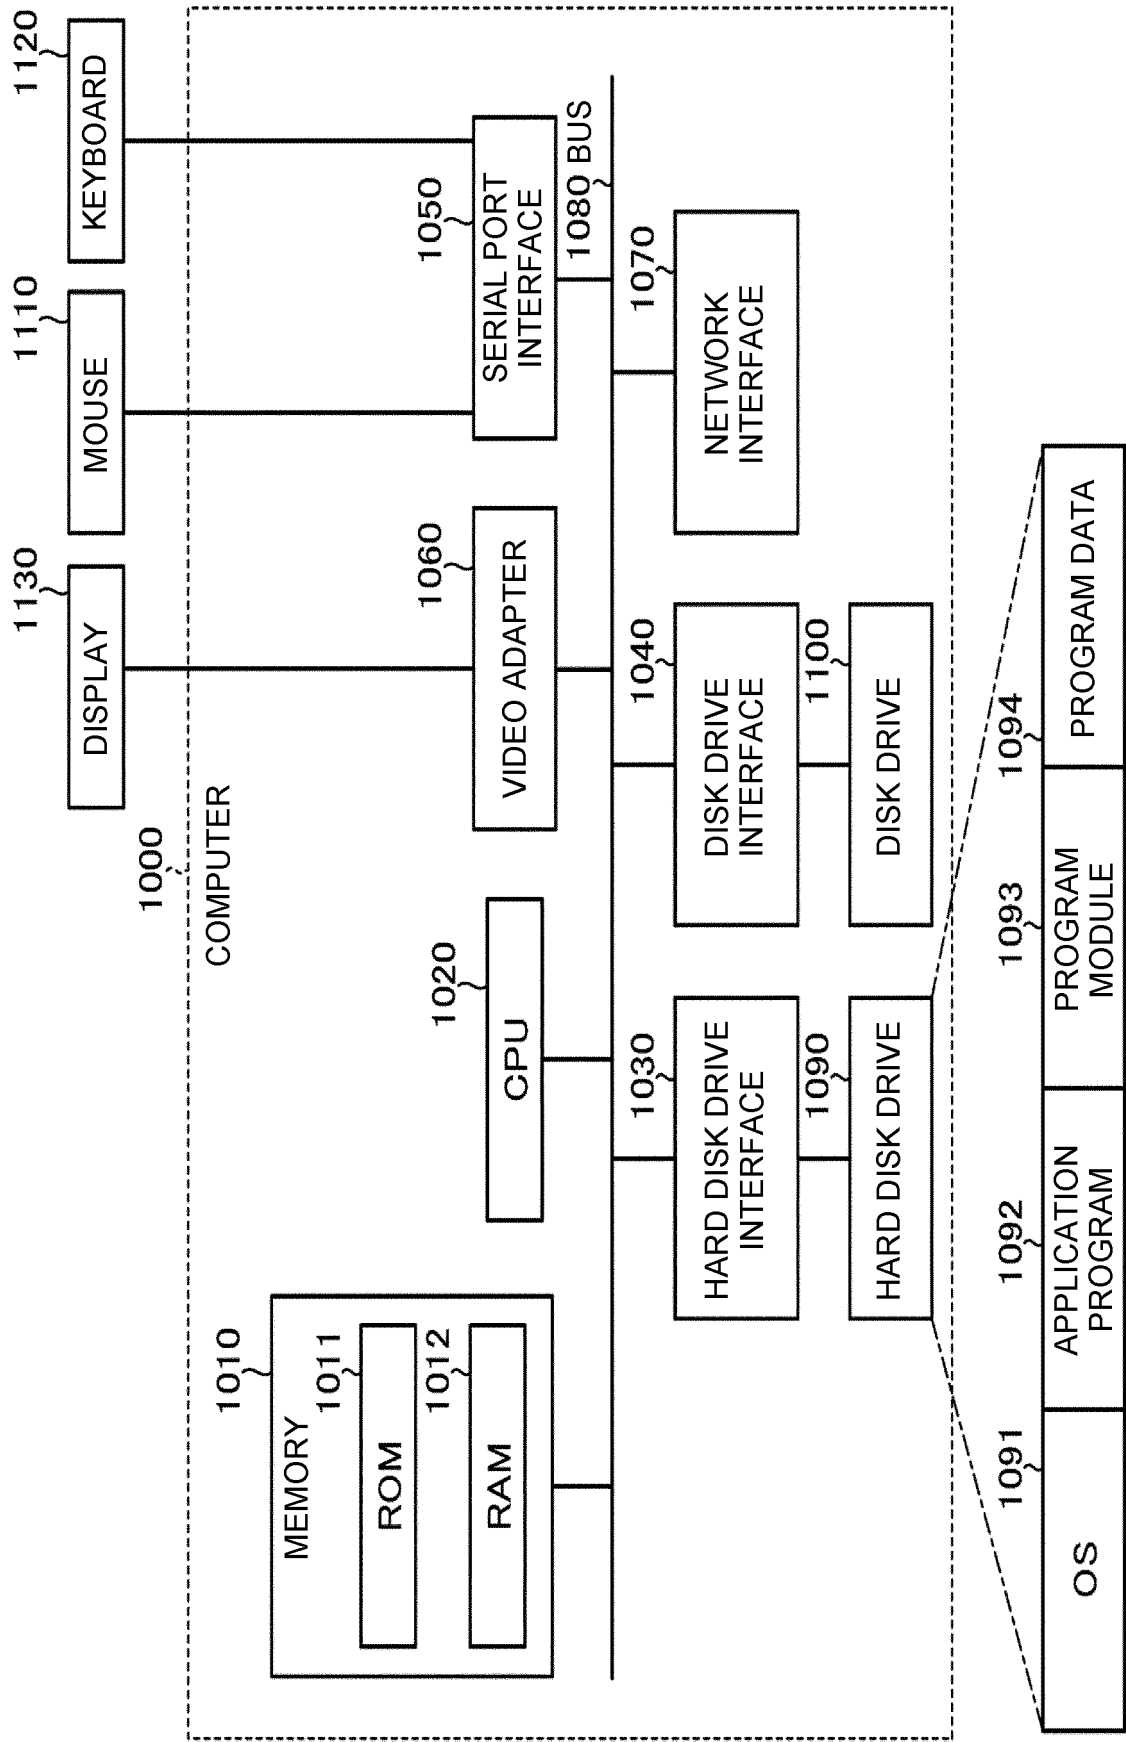 1130
DISPLAY
1110
MOUSE
1120
KEYBOARD
1000
COMPUTER
1010
MEMORY
1011
ROM
1012
RAM
1020
CPU
1060
VIDEO ADAPTER
1050
SERIAL PORT
INTERFACE
1080 BUS
1030
HARD DISK DRIVE
INTERFACE
1040
DISK DRIVE
INTERFACE
1070
NETWORK
INTERFACE
1090
HARD DISK DRIVE
1100
DISK DRIVE
1091
OS
1092
APPLICATION
PROGRAM
1093
PROGRAM
MODULE
1094
PROGRAM DATA